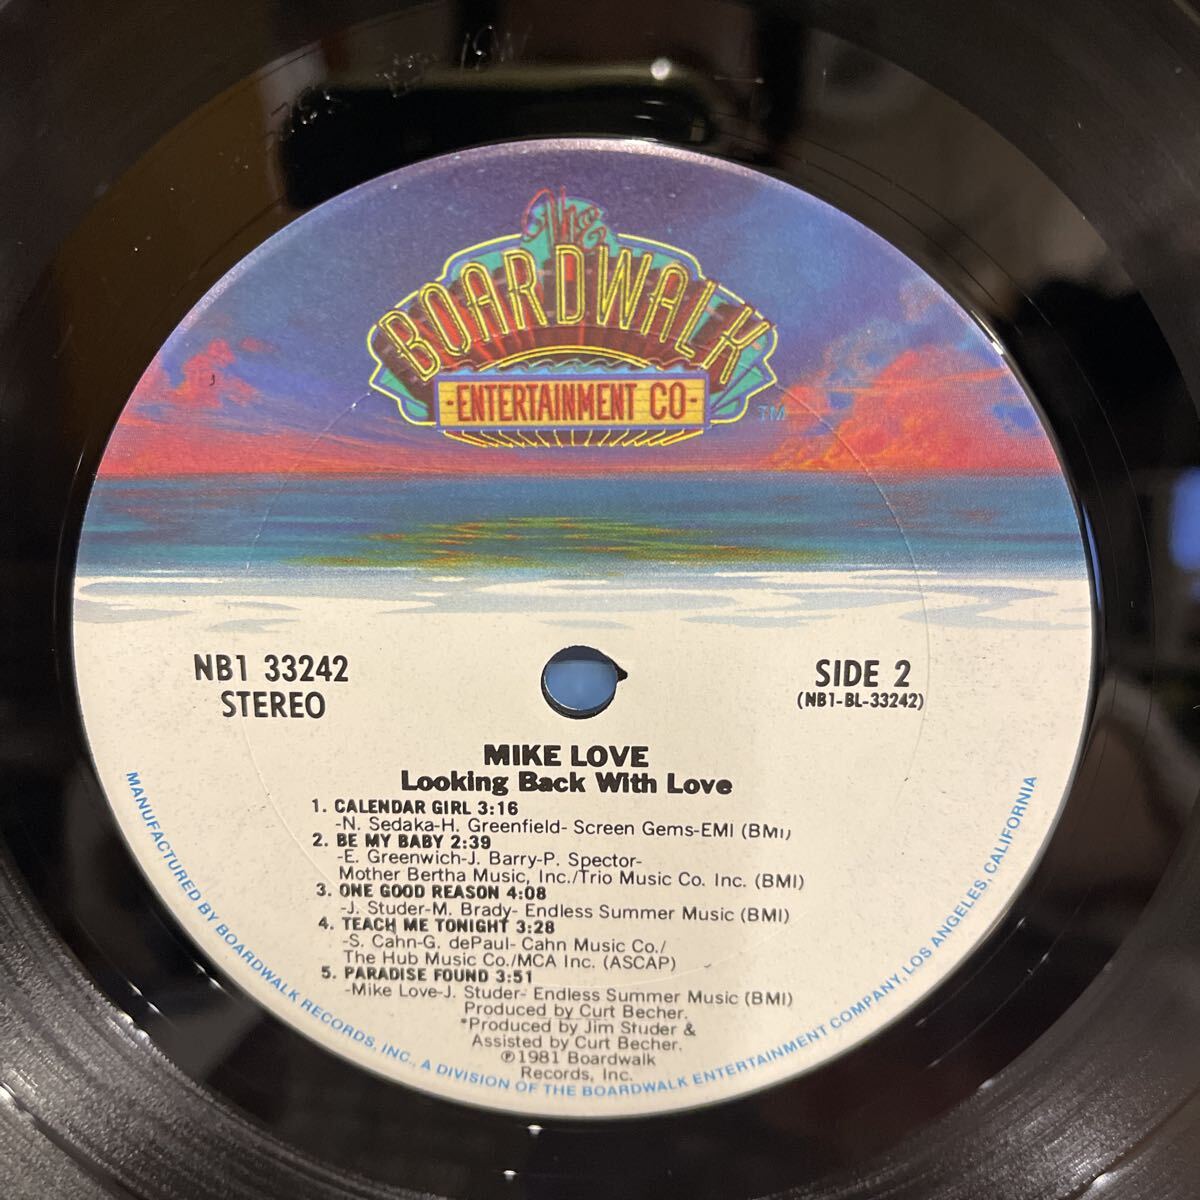 The
BOARDWALK
-ENTERTAINMENT CO-
TM
NB1 33242
STEREO
SIDE 2
(NB1-BL-33242)
MIKE LOVE
Looking Back With Love
1. CALENDAR GIRL 3:16
-N. Sedaka-H. Greenfield- Screen Gems-EMI (BMI)
2. BE MY BABY 2:39
-E. Greenwich-J. Barry-P. Spector-
Mother Bertha Music, Inc./Trio Music Co. Inc. (BMI)
3. ONE GOOD REASON 4:08
-J. Studer-M. Brady- Endless Summer Music (BMI)
4. TEACH ME TONIGHT 3:28
-S. Cahn-G. dePaul- Cahn Music Co./
The Hub Music Co./MCA Inc. (ASCAP)
5. PARADISE FOUND 3:51
-Mike Love-J. Studer- Endless Summer Music (BMI)
Produced by Curt Becher.
*Produced by Jim Studer &
Assisted by Curt Becher.
℗1981 Boardwalk
Records, Inc.
MANUFACTURED BY BOARDWALK RECORDS, INC., A DIVISION OF THE BOARDWALK ENTERTAINMENT COMPANY, LOS ANGELES, CALIFORNIA